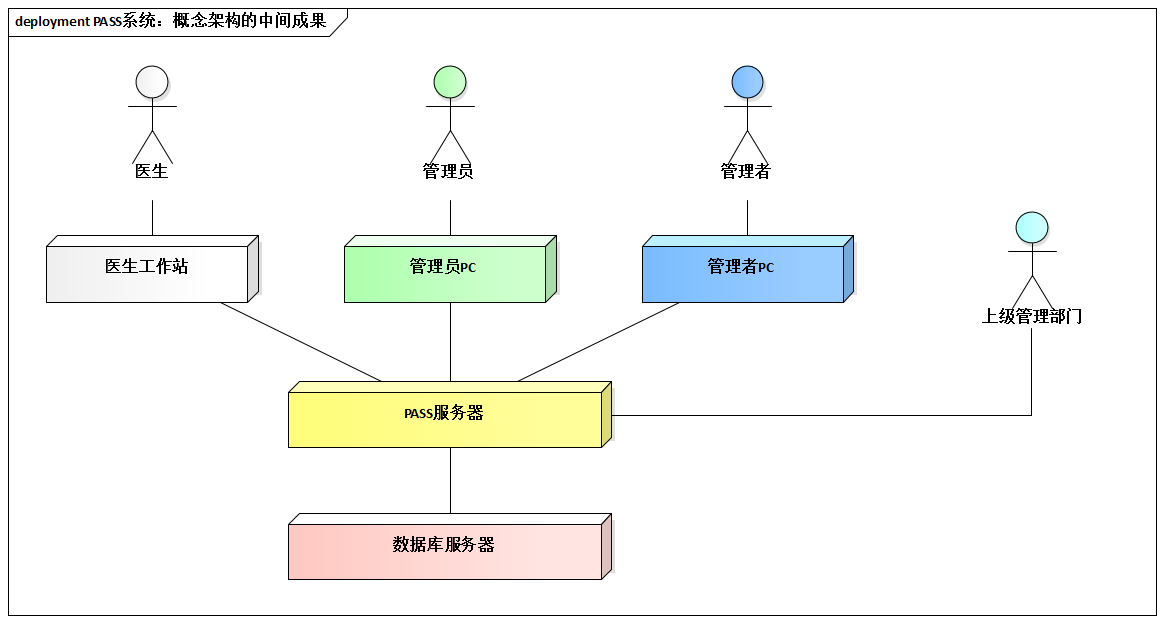 deployment PASS系统：概念架构的中间成果
医生
管理员
管理者
医生工作站
管理员PC
管理者PC
上级管理部门
PASS服务器
数据库服务器